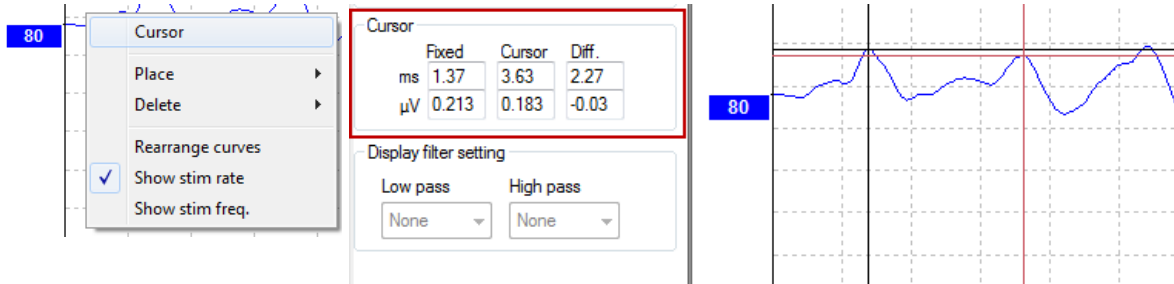 80
Cursor
Place
Delete
Rearrange curves
Show stim rate
Show stim freq.
Cursor
Fixed Cursor Diff.
ms 1.37 3.63 2.27
µV 0.213 0.183 -0.03
Display filter setting
Low pass High pass
None None
80